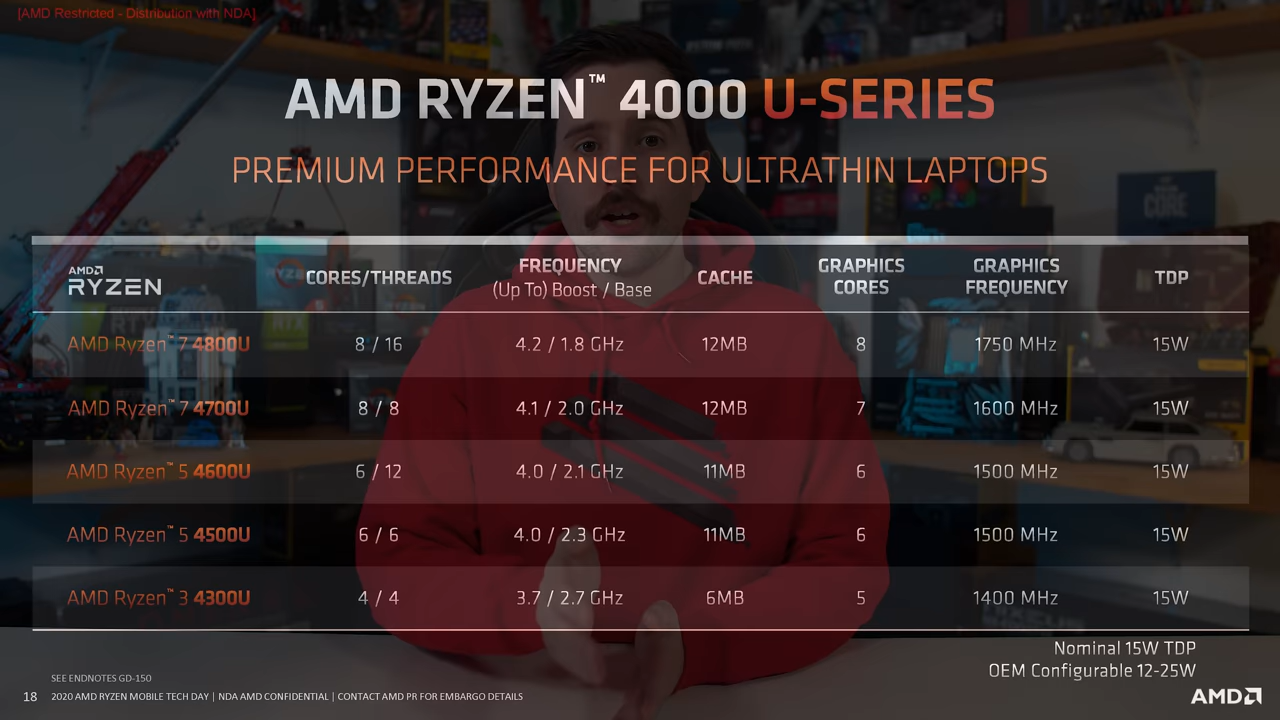 [AMD Restricted - Distribution with NDA]
AMD RYZEN™ 4000 U-SERIES
PREMIUM PERFORMANCE FOR ULTRATHIN LAPTOPS
AMD RYZEN CORES/THREADS FREQUENCY (Up To) Boost / Base CACHE GRAPHICS CORES GRAPHICS FREQUENCY TDP
AMD Ryzen™ 7 4800U 8 / 16 4.2 / 1.8 GHz 12MB 8 1750 MHz 15W
AMD Ryzen™ 7 4700U 8 / 8 4.1 / 2.0 GHz 12MB 7 1600 MHz 15W
AMD Ryzen™ 5 4600U 6 / 12 4.0 / 2.1 GHz 11MB 6 1500 MHz 15W
AMD Ryzen™ 5 4500U 6 / 6 4.0 / 2.3 GHz 11MB 6 1500 MHz 15W
AMD Ryzen™ 3 4300U 4 / 4 3.7 / 2.7 GHz 6MB 5 1400 MHz 15W
Nominal 15W TDP
OEM Configurable 12-25W
SEE ENDNOTES GD-150
18 2020 AMD RYZEN MOBILE TECH DAY | NDA AMD CONFIDENTIAL | CONTACT AMD PR FOR EMBARGO DETAILS
AMD
CORE